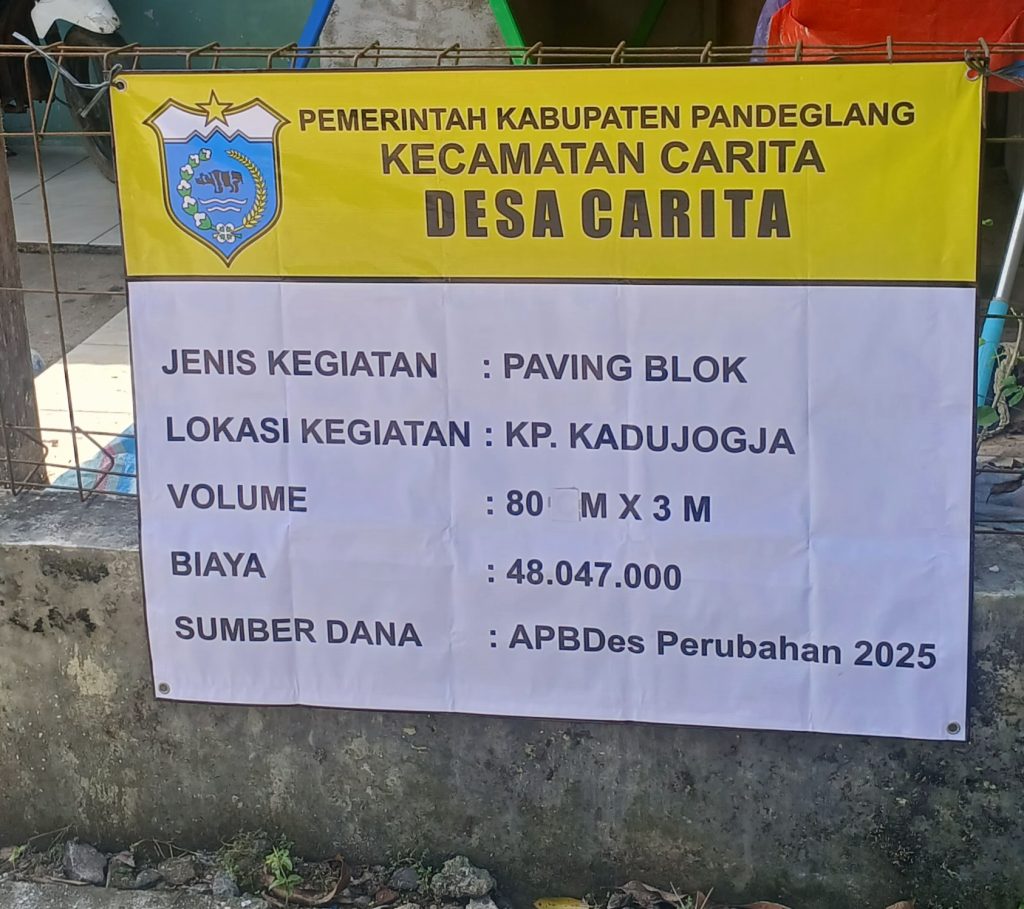 PEMERINTAH KABUPATEN PANDEGLANG
KECAMATAN CARITA
DESA CARITA
JENIS KEGIATAN : PAVING BLOK
LOKASI KEGIATAN : KP. KADUJOGJA
VOLUME : 80 M X 3 M
BIAYA : 48.047.000
SUMBER DANA : APBDes Perubahan 2025